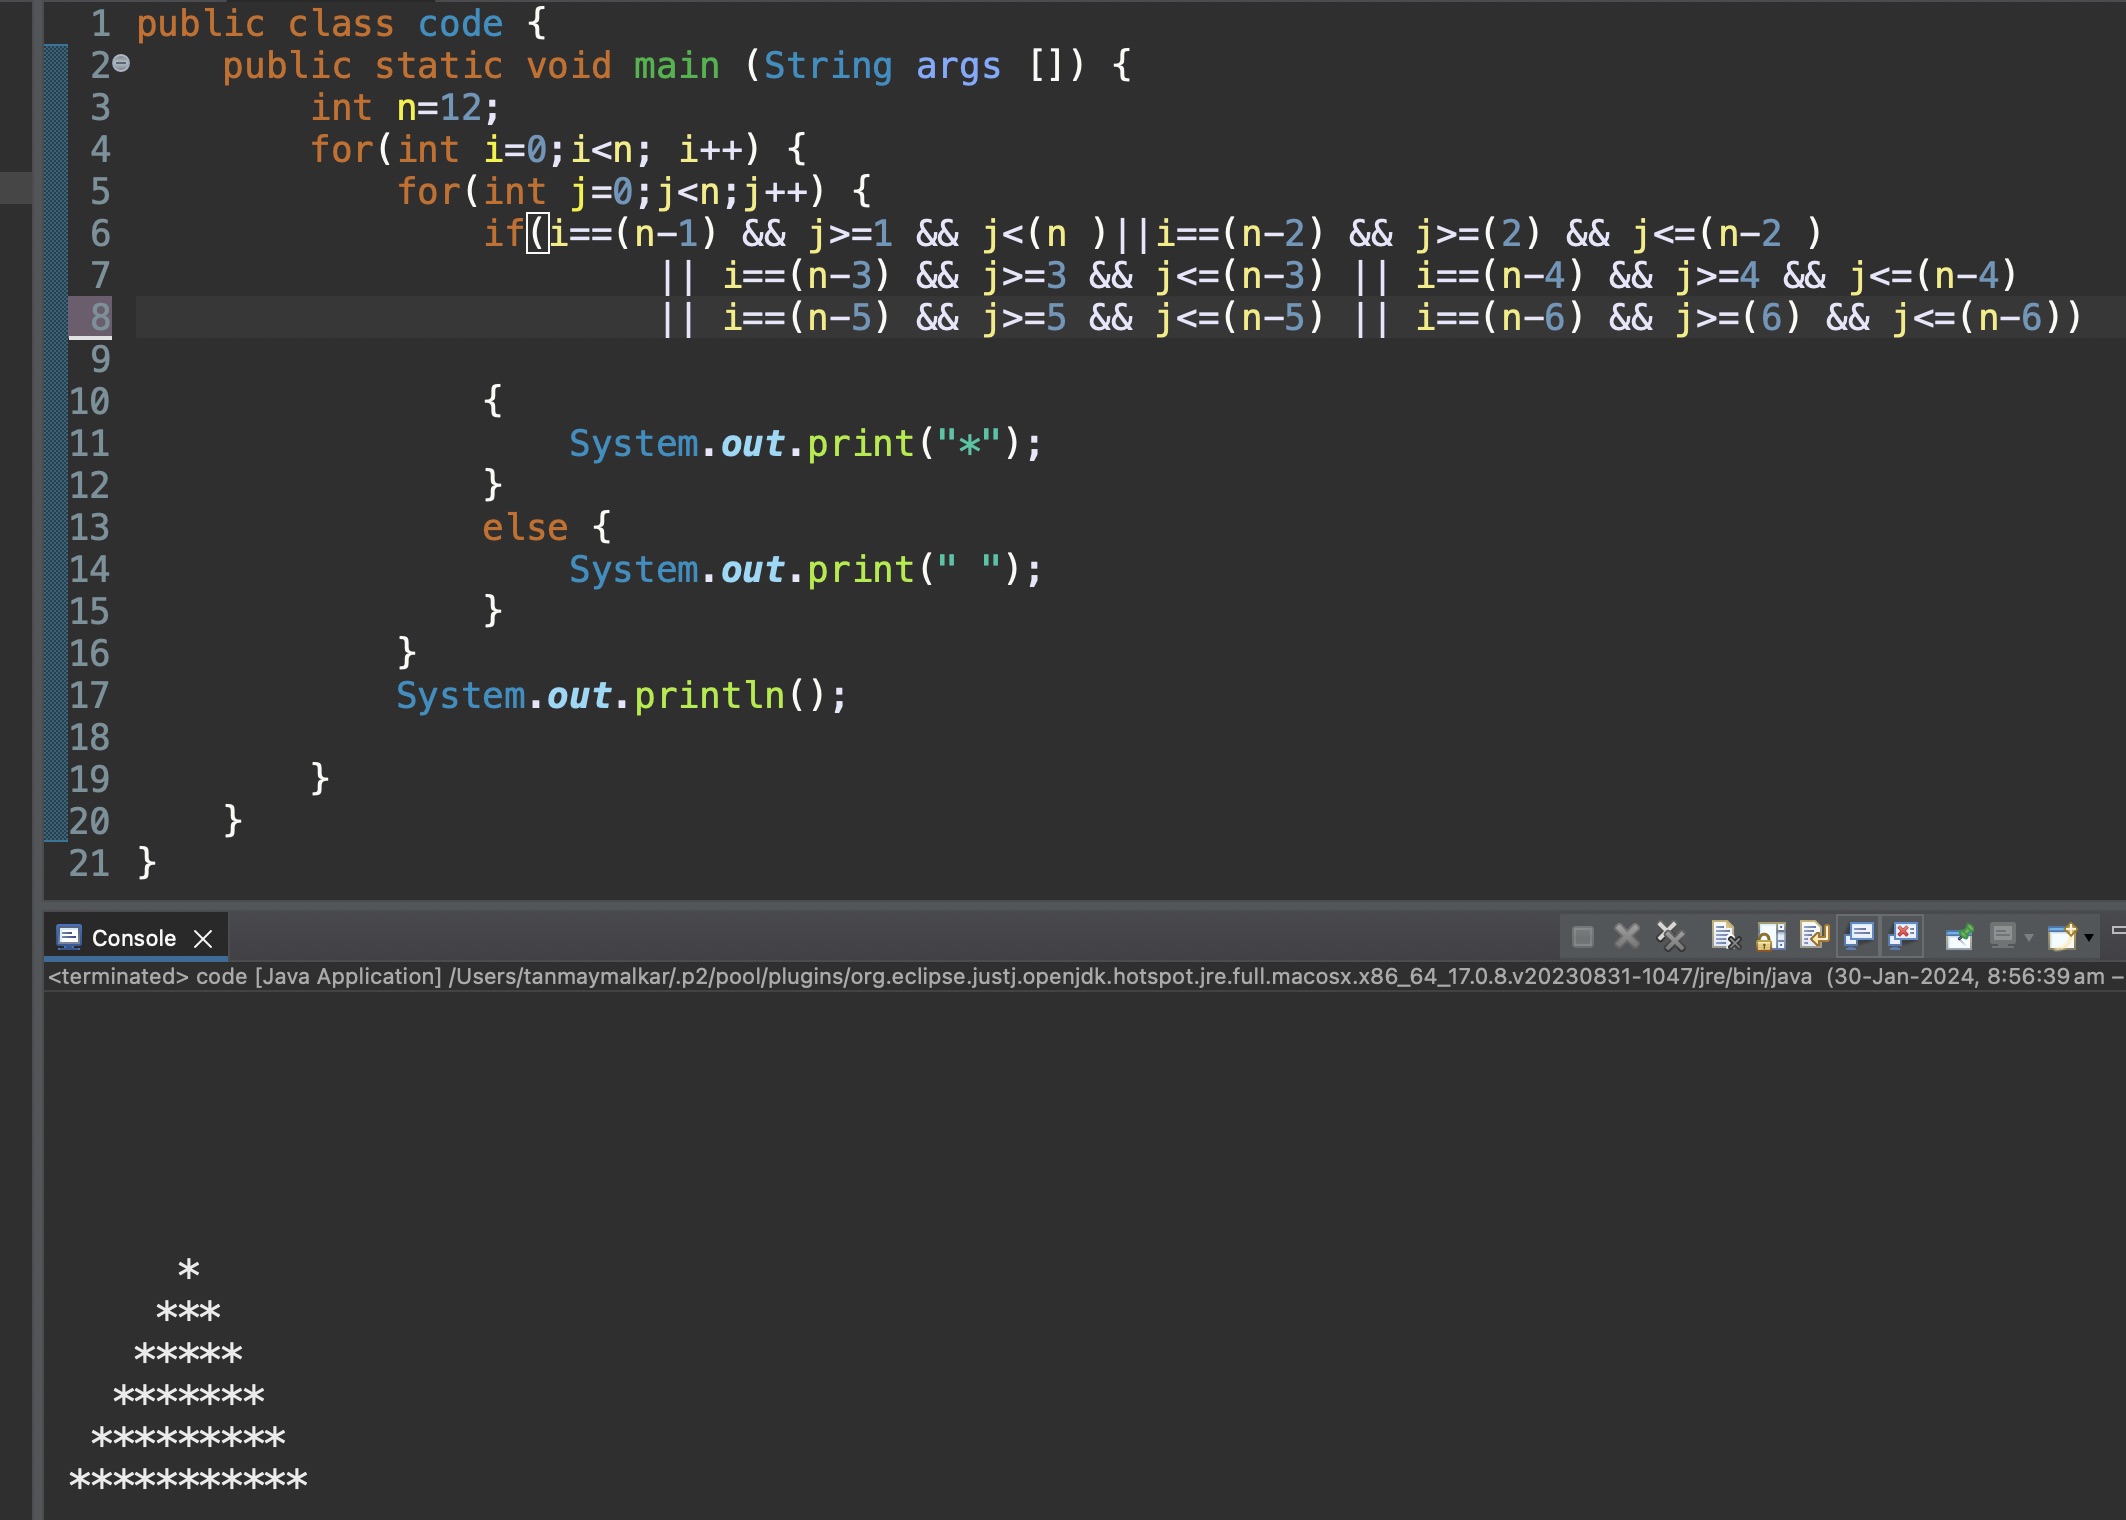 1 public class code {
2 public static void main (String args []) {
3 int n=12;
4 for(int i=0;i<n; i++) {
5 for(int j=0;j<n;j++) {
6 if(i==(n-1) && j>=1 && j<(n )||i==(n-2) && j>=(2) && j<=(n-2 )
7 || i==(n-3) && j>=3 && j<=(n-3) || i==(n-4) && j>=4 && j<=(n-4)
8 || i==(n-5) && j>=5 && j<=(n-5) || i==(n-6) && j>=(6) && j<=(n-6))
9
10 {
11 System.out.print("*");
12 }
13 else {
14 System.out.print(" ");
15 }
16 }
17 System.out.println();
18
19 }
20 }
21 }
Console
<terminated> code [Java Application] /Users/tanmaymalkar/.p2/pool/plugins/org.eclipse.justj.openjdk.hotspot.jre.full.macosx.x86_64_17.0.8.v20230831-1047/jre/bin/java (30-Jan-2024, 8:56:39 am –
*
***
*****
*******
*********
***********